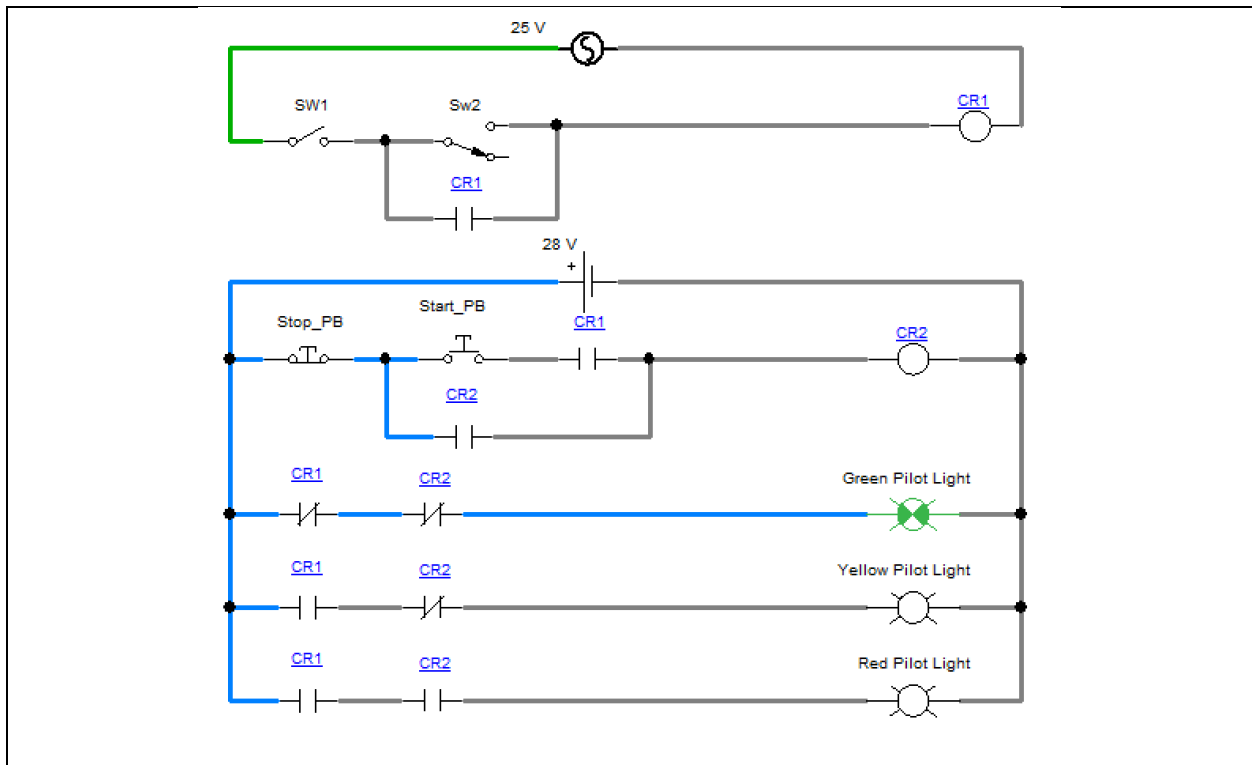 25 V
SW1
Sw2
CR1
CR1
28 V
+
Stop_PB
Start_PB
CR1
CR2
CR2
CR1
CR2
Green Pilot Light
CR1
CR2
Yellow Pilot Light
CR1
CR2
Red Pilot Light